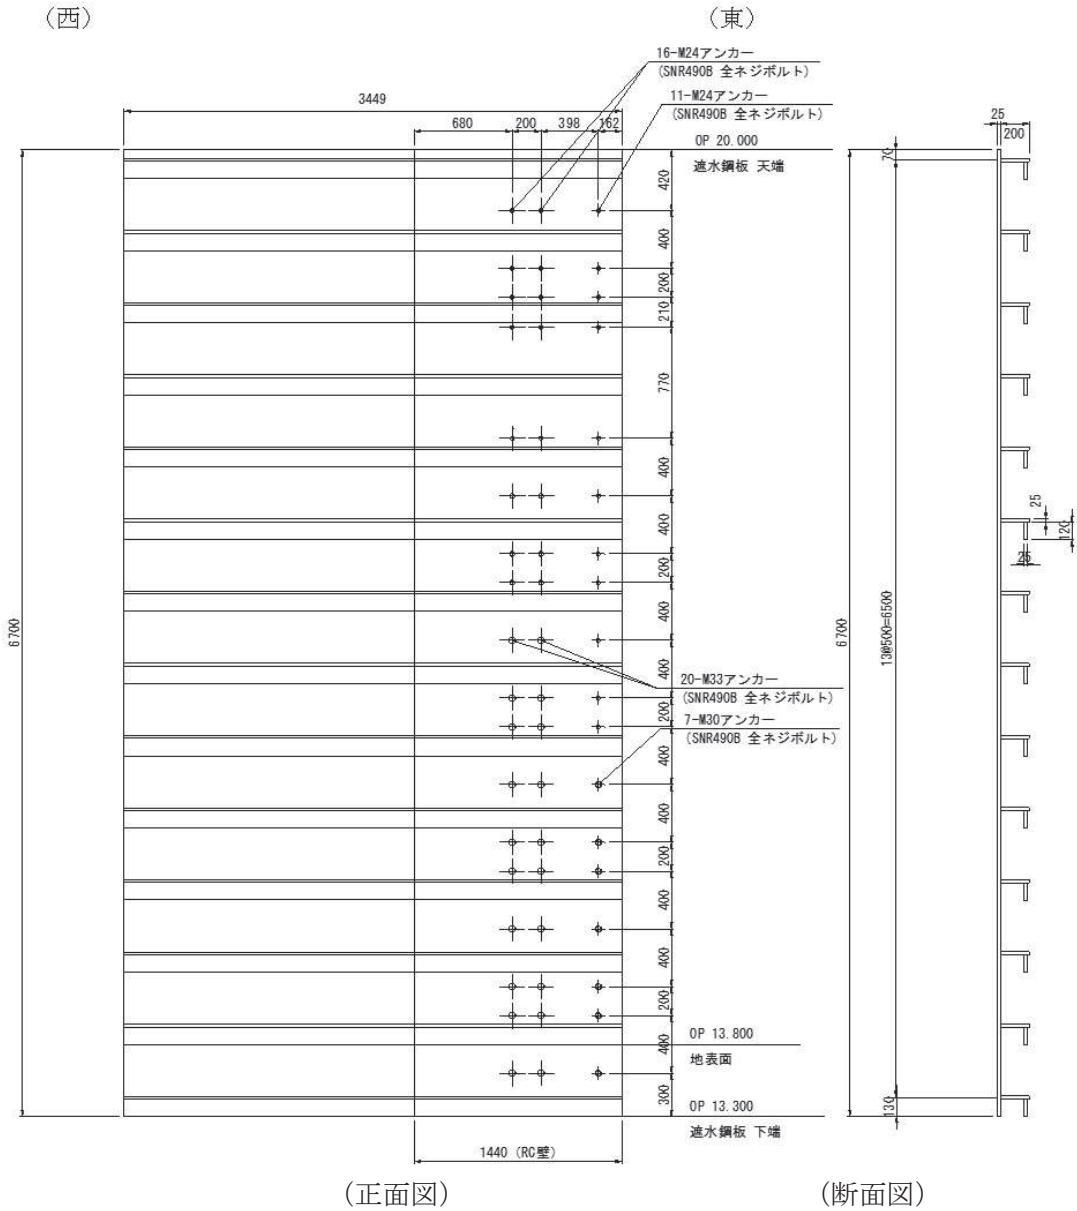 （西）
（東）
16-M24アンカー
(SNR490B 全ネジボルト)
11-M24アンカー
(SNR490B 全ネジボルト)
3449
680
200
398
162
OP 20.000
遮水鋼板 天端
25
200
70
420
400
200
210
770
400
400
200
400
400
200
400
400
200
400
400
200
400
300
6700
20-M33アンカー
(SNR490B 全ネジボルト)
7-M30アンカー
(SNR490B 全ネジボルト)
OP 13.800
地表面
OP 13.300
遮水鋼板 下端
6700
13@500=6500
130
25
120
25
1440 (RC壁)
（正面図）
（断面図）